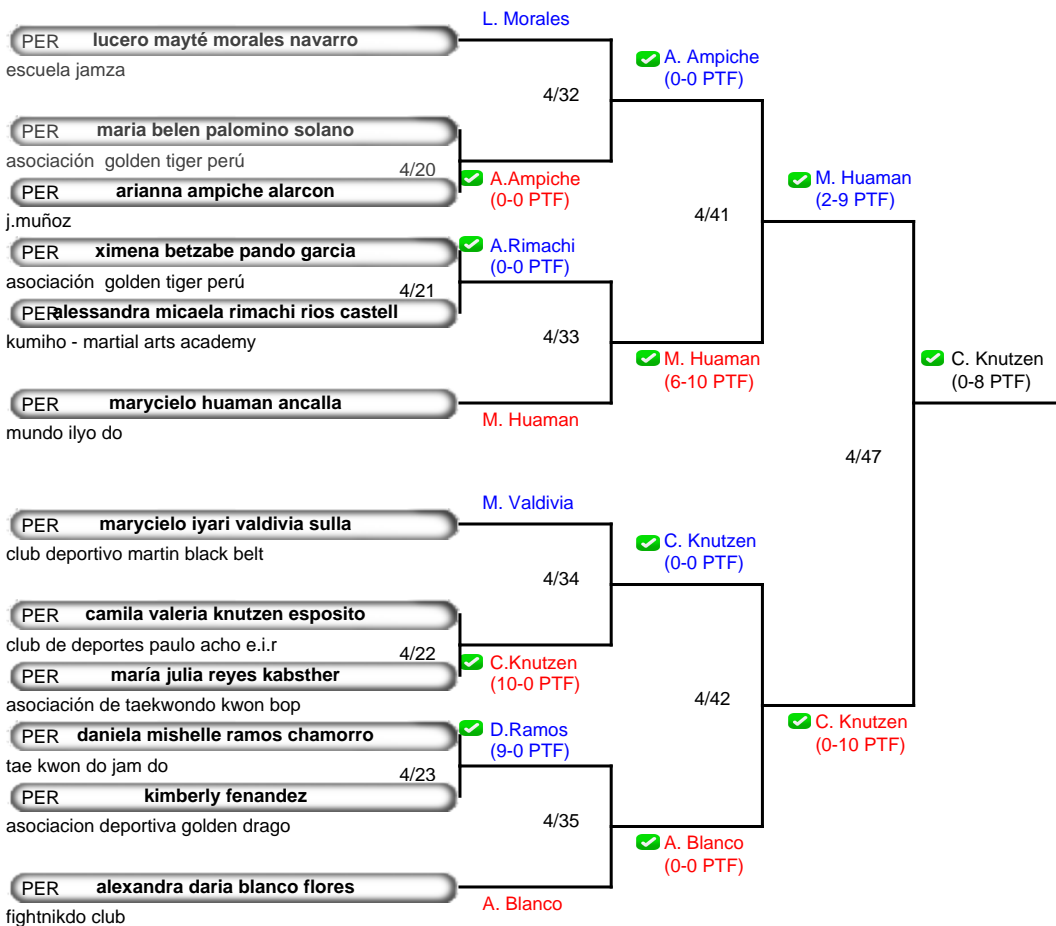 L. Morales
PER lucero mayté morales navarro
escuela jamza
A. Ampiche
(0-0 PTF)
4/32
PER maria belen palomino solano
asociación golden tiger perú
4/20
PER arianna ampiche alarcon
j.muñoz
A.Ampiche
(0-0 PTF)
M. Huaman
(2-9 PTF)
4/41
PER ximena betzabe pando garcia
asociación golden tiger perú
A.Rimachi
(0-0 PTF)
4/21
PER alessandra micaela rimachi rios castell
kumiho - martial arts academy
4/33
M. Huaman
(6-10 PTF)
C. Knutzen
(0-8 PTF)
PER marycielo huaman ancalla
mundo ilyo do
M. Huaman
4/47
M. Valdivia
PER marycielo iyari valdivia sulla
club deportivo martin black belt
C. Knutzen
(0-0 PTF)
4/34
PER camila valeria knutzen esposito
club de deportes paulo acho e.i.r
4/22
PER maría julia reyes kabsther
asociación de taekwondo kwon bop
C.Knutzen
(10-0 PTF)
4/42
C. Knutzen
(0-10 PTF)
PER daniela mishelle ramos chamorro
tae kwon do jam do
D.Ramos
(9-0 PTF)
4/23
PER kimberly fenandez
asociacion deportiva golden drago
4/35
A. Blanco
(0-0 PTF)
PER alexandra daria blanco flores
fightnikdo club
A. Blanco